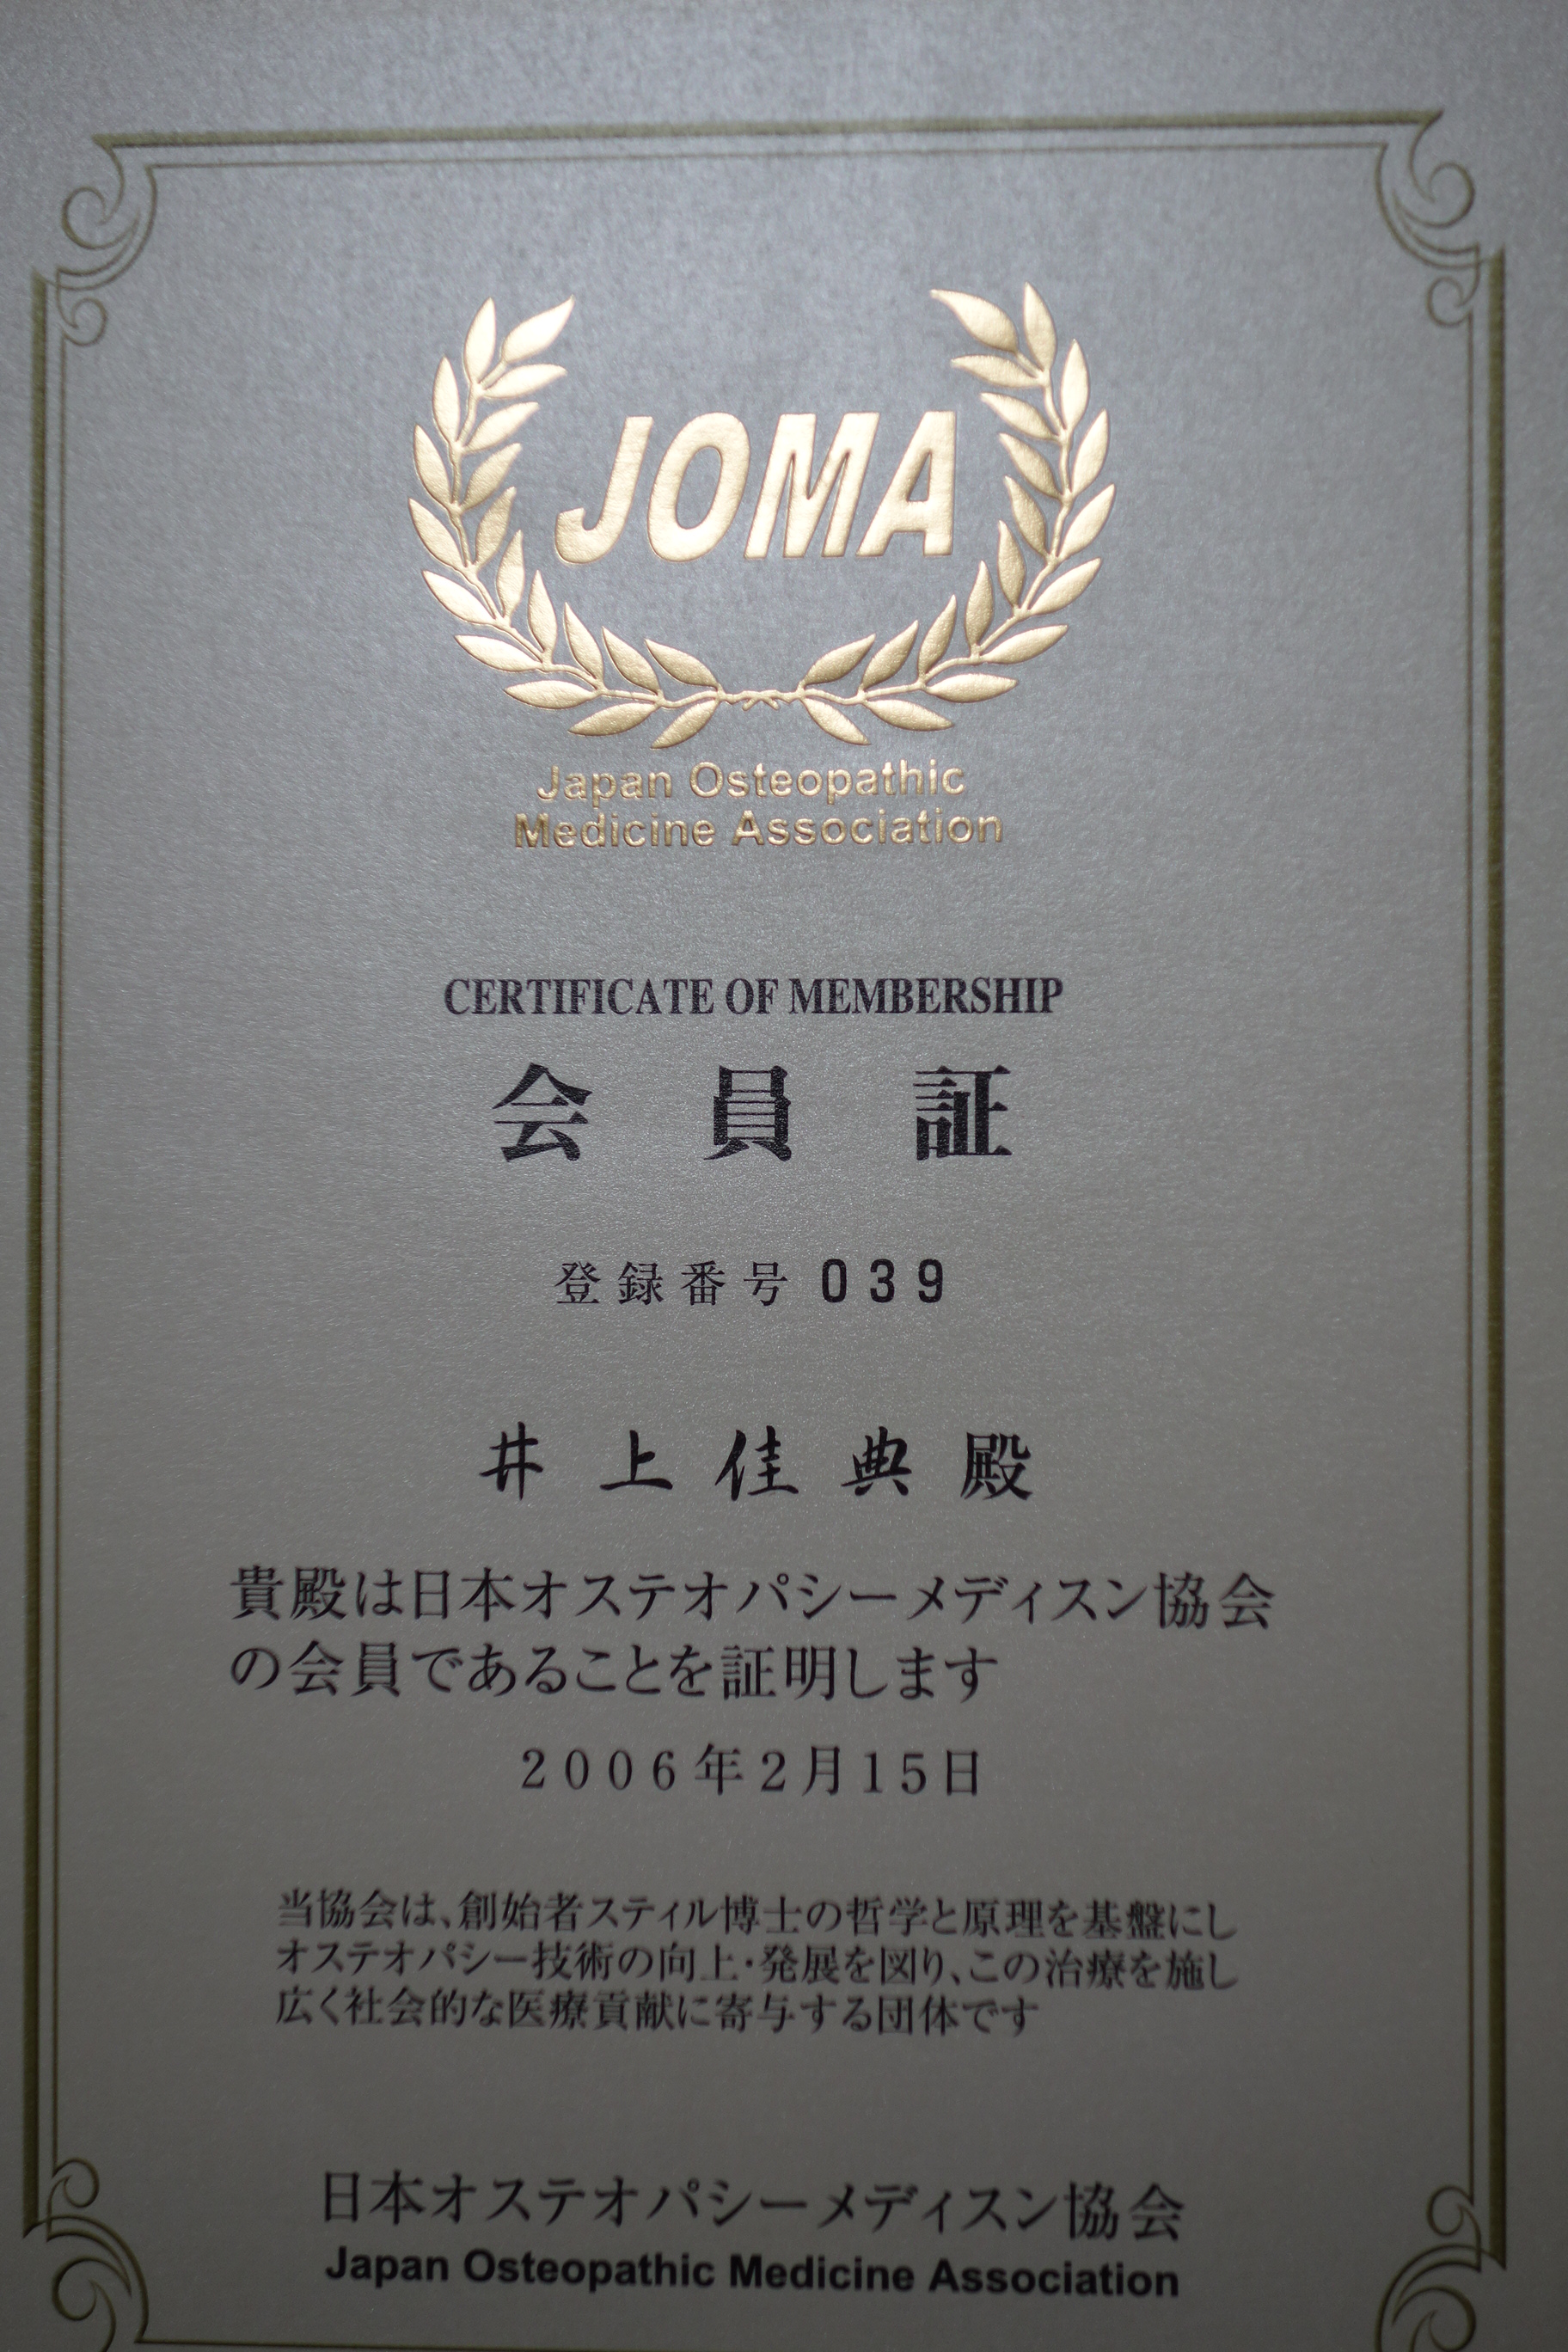 JOMA
Japan Osteopathic
Medicine Association
CERTIFICATE OF MEMBERSHIP
会員証
登録番号 039
井上佳典殿
貴殿は日本オステオパシーメディスン協会
の会員であることを証明します
2006年2月15日
当協会は、創始者スティル博士の哲学と原理を基盤にし
オステオパシー技術の向上・発展を図り、この治療を施し
広く社会的な医療貢献に寄与する団体です
日本オステオパシーメディスン協会
Japan Osteopathic Medicine Association